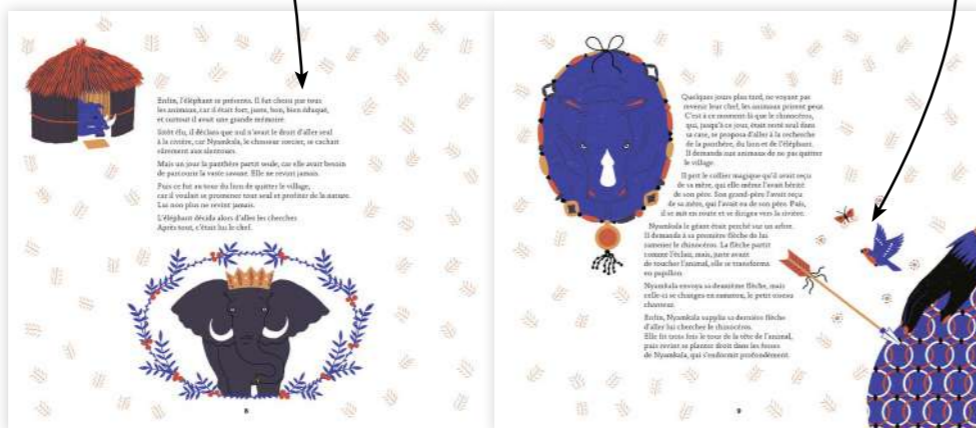 Enfin, l'éléphant se présenta. Il fut choisi par tous
les animaux, car il était fort, juste, bon, bien éduqué,
et surtout il avait une grande mémoire.
Sitôt élu, il déclara que nul n'avait le droit d'aller seul
à la rivière, car Nyambala, le chasseur sorcier, se cachait
sûrement aux alentours.
Mais un jour la panthère partit seule, car elle avait besoin
de parcourir la vaste savane. Elle ne revint jamais.
Puis ce fut au tour du lion de quitter le village,
car il voulait se promener tout seul et profiter de la nature.
Lui non plus ne revint jamais.
L'éléphant décida alors d'aller les chercher.
Après tout, c'était lui le chef.
8
Quelques jours plus tard, ne voyant pas
revenir leur chef, les animaux prirent peur.
C'est à ce moment-là que le rhinocéros,
qui, jusqu'à ce jour, était resté seul dans
sa case, se proposa d'aller à la recherche
de la panthère, du lion et de l'éléphant.
Il demanda aux animaux de ne pas quitter
le village.
Il prit le collier magique qu'il avait reçu
de sa mère, qui elle-même l'avait hérité
de son père. Son grand-père l'avait reçu
de sa mère, qui l'avait eu de son père. Puis,
il se mit en route et se dirigea vers la rivière.
Nyambala le géant était perché sur un arbre.
Il demanda à sa première flèche de lui
ramener le rhinocéros. La flèche partit
comme l'éclair, mais, juste avant
de toucher l'animal, elle se transforma
en papillon.
Nyambala envoya sa deuxième flèche, mais
celle-ci se changea en oiseau, le petit oiseau
chanteur.
Enfin, Nyambala supplia sa dernière flèche
d'aller lui chercher le rhinocéros.
Elle fit trois fois le tour de la tête de l'animal,
puis revint se planter droit dans les fesses
de Nyambala, qui s'endormit profondément.
9